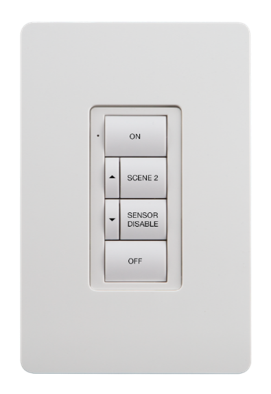 ON
SCENE 2
SENSOR
DISABLE
OFF